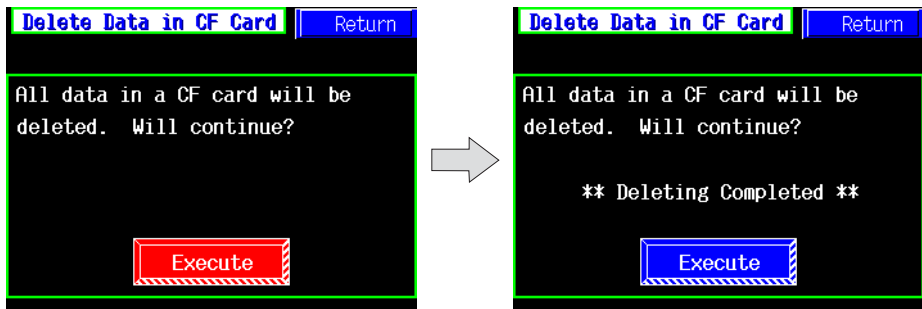 Delete Data in CF Card Return
All data in a CF card will be
deleted. Will continue?
Execute
Delete Data in CF Card Return
All data in a CF card will be
deleted. Will continue?
** Deleting Completed **
Execute